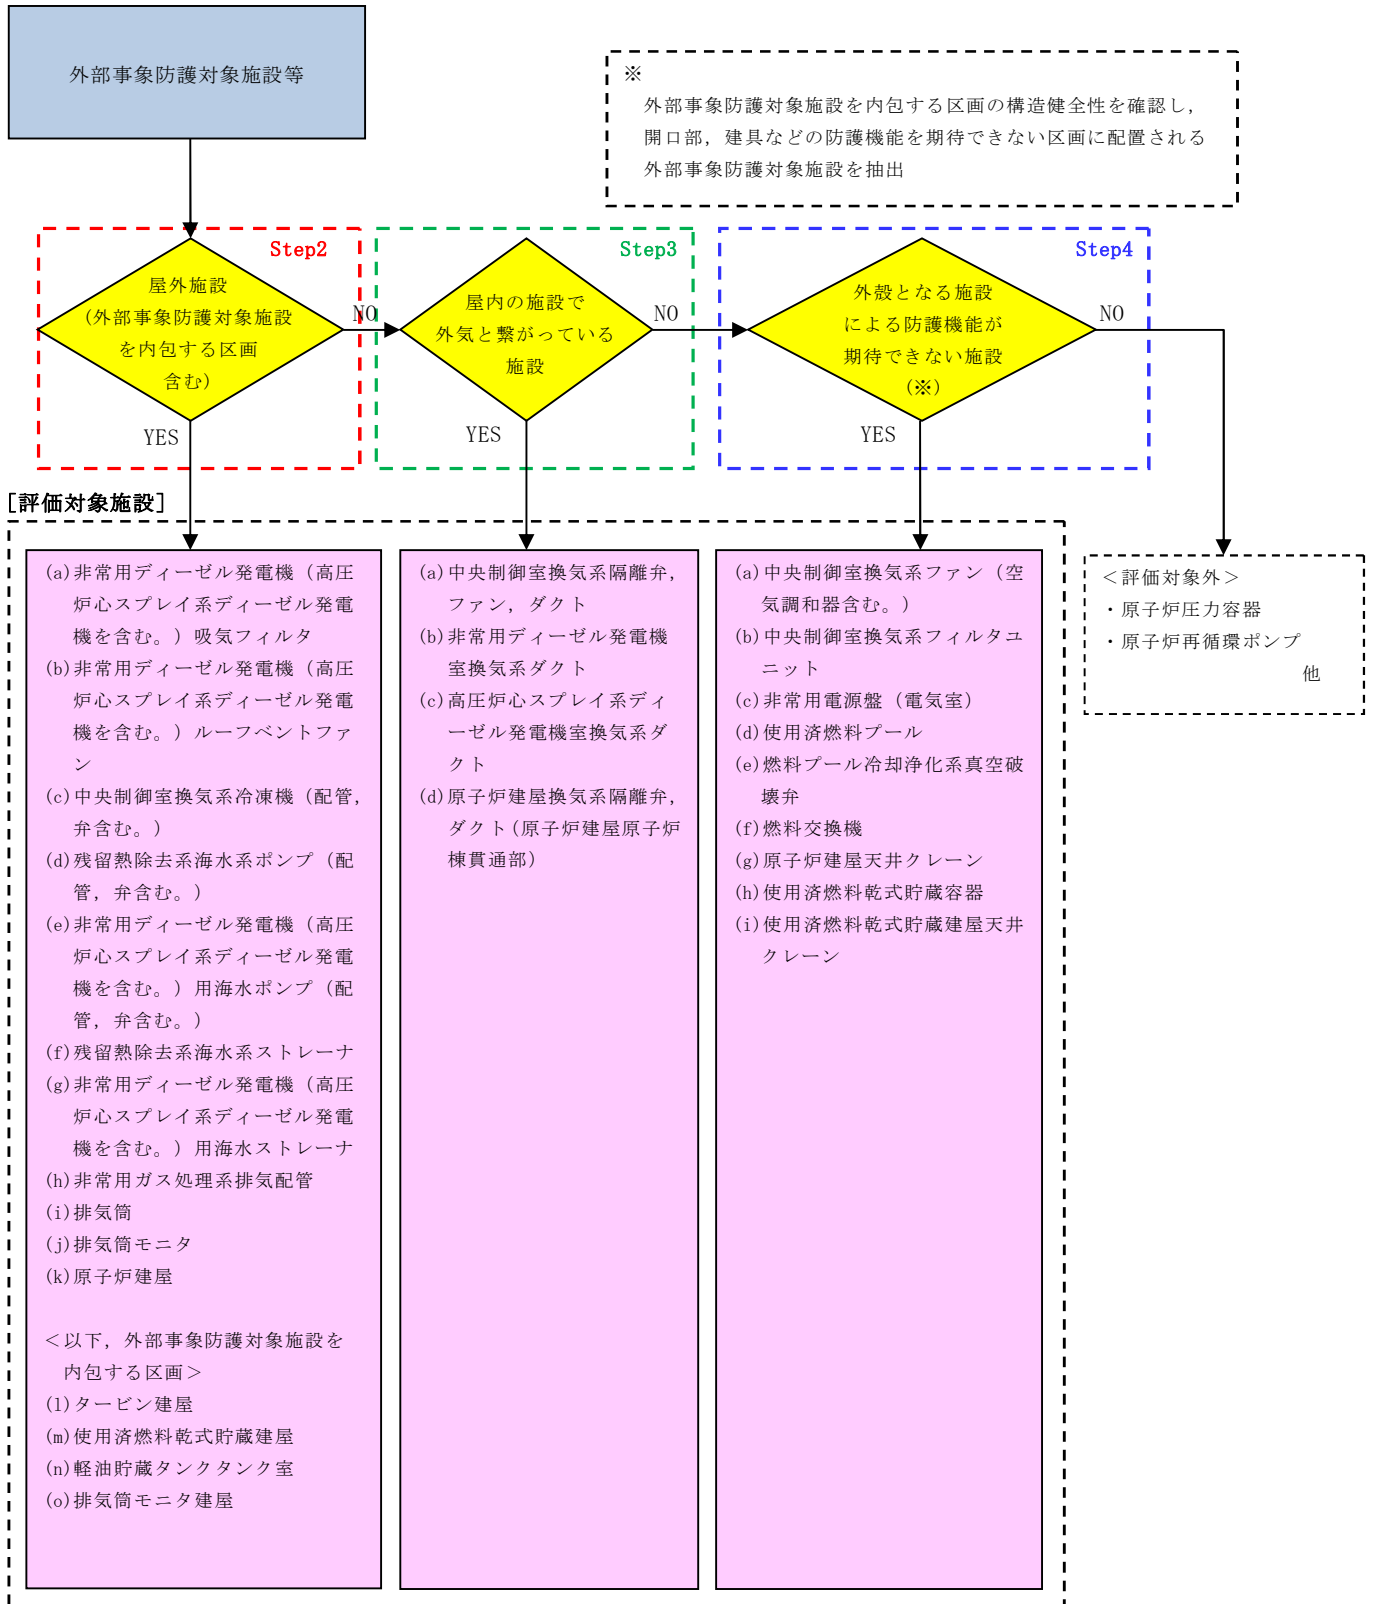 外部事象防護対象施設等
※
外部事象防護対象施設を内包する区画の構造健全性を確認し，
開口部，建具などの防護機能を期待できない区画に配置される
外部事象防護対象施設を抽出
Step2
屋外施設
（外部事象防護対象施設
を内包する区画
含む）
NO
YES
Step3
屋内の施設で
外気と繋がっている
施設
NO
YES
Step4
外殻となる施設
による防護機能が
期待できない施設
（※）
NO
YES
［評価対象施設］
(a)非常用ディーゼル発電機（高圧
炉心スプレイ系ディーゼル発電
機を含む。）吸気フィルタ
(b)非常用ディーゼル発電機（高圧
炉心スプレイ系ディーゼル発電
機を含む。）ルーフベントファ
ン
(c)中央制御室換気系冷凍機（配管，
弁含む。）
(d)残留熱除去系海水系ポンプ（配
管，弁含む。）
(e)非常用ディーゼル発電機（高圧
炉心スプレイ系ディーゼル発電
機を含む。）用海水ポンプ（配
管，弁含む。）
(f)残留熱除去系海水系ストレーナ
(g)非常用ディーゼル発電機（高圧
炉心スプレイ系ディーゼル発電
機を含む。）用海水ストレーナ
(h)非常用ガス処理系排気配管
(i)排気筒
(j)排気筒モニタ
(k)原子炉建屋
＜以下，外部事象防護対象施設を
内包する区画＞
(l)タービン建屋
(m)使用済燃料乾式貯蔵建屋
(n)軽油貯蔵タンクタンク室
(o)排気筒モニタ建屋
(a)中央制御室換気系隔離弁，
ファン，ダクト
(b)非常用ディーゼル発電機
室換気系ダクト
(c)高圧炉心スプレイ系ディ
ーゼル発電機室換気系ダ
クト
(d)原子炉建屋換気系隔離弁，
ダクト（原子炉建屋原子炉
棟貫通部）
(a)中央制御室換気系ファン（空
気調和器含む。）
(b)中央制御室換気系フィルタユ
ニット
(c)非常用電源盤（電気室）
(d)使用済燃料プール
(e)燃料プール冷却浄化系真空破
壊弁
(f)燃料交換機
(g)原子炉建屋天井クレーン
(h)使用済燃料乾式貯蔵容器
(i)使用済燃料乾式貯蔵建屋天井
クレーン
＜評価対象外＞
・原子炉圧力容器
・原子炉再循環ポンプ
他